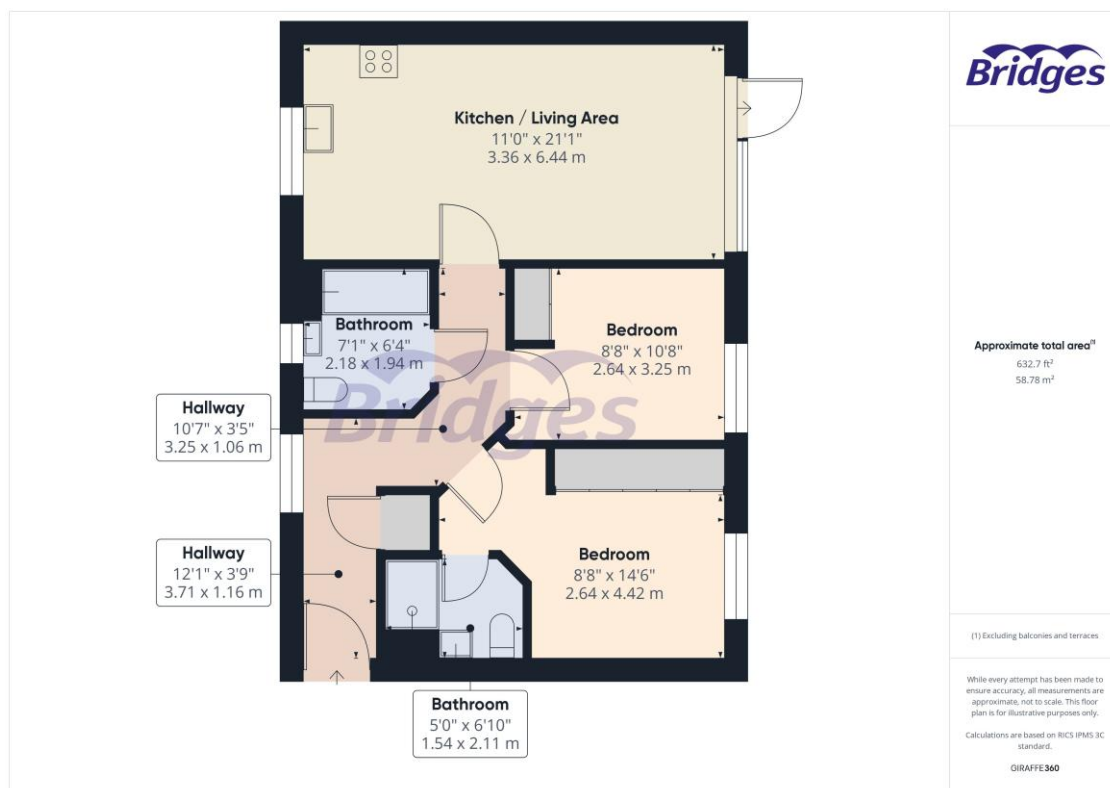 Kitchen / Living Area
11'0" x 21'1"
3.36 x 6.44 m
Bathroom
7'1" x 6'4"
2.18 x 1.94 m
Bedroom
8'8" x 10'8"
2.64 x 3.25 m
Bridges
Hallway
10'7" x 3'5"
3.25 x 1.06 m
Hallway
12'1" x 3'9"
3.71 x 1.16 m
Bedroom
8'8" x 14'6"
2.64 x 4.42 m
Bathroom
5'0" x 6'10"
1.54 x 2.11 m
Bridges
Approximate total area(1)
632.7 ft²
58.78 m²
(1) Excluding balconies and terraces
While every attempt has been made to
ensure accuracy, all measurements are
approximate, not to scale. This floor
plan is for illustrative purposes only.
Calculations are based on RICS IPMS 3C
standard.
GIRAFFE360